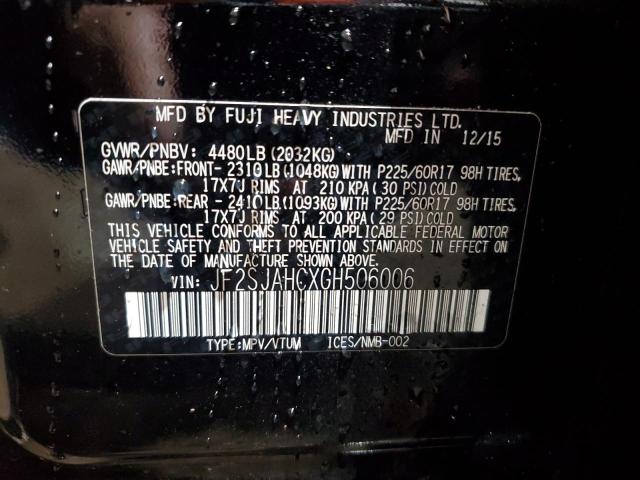 MFD BY FUJI HEAVY INDUSTRIES LTD.
MFD IN 12/15
GVWR/PNBV: 4480LB(2032KG)
GAWR/PNBE:FRONT-2310LB(1048KG)WITH P225/60R17 98H TIRES,
17X7J RIMS AT 210 KPA( 30 PSI)COLD
GAWR/PNBE:REAR -2410LB(1093KG)WITH P225/60R17 98H TIRES,
17X7J RIMS AT 200 KPA(29 PSI)COLD
THIS VEHICLE CONFORMS TO ALL APPLICABLE FEDERAL MOTOR
VEHICLE SAFETY AND THEFT PREVENTION STANDARDS IN EFFECT ON
THE DATE OF MANUFACTURE SHOWN ABOVE.
VIN: JF2SJAHCXGH506006
TYPE:MPV/VTUM ICES/NMB-002